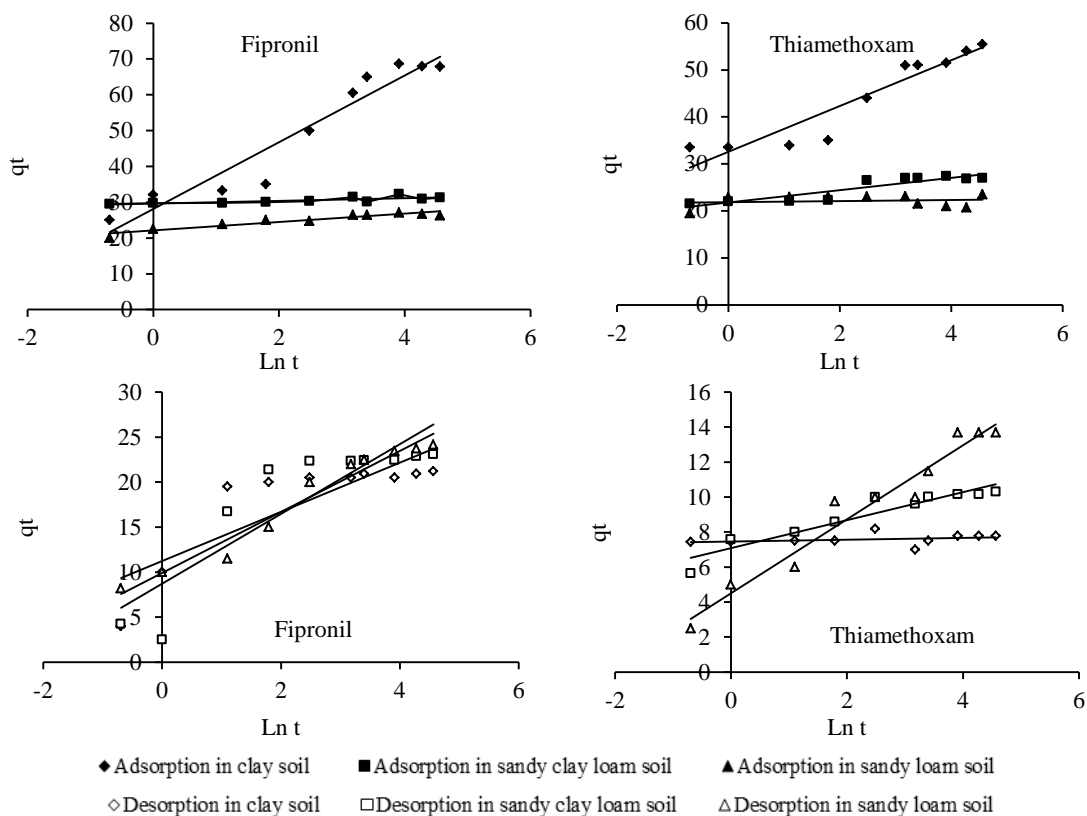 Fipronil
80
70
60
50
40
30
20
10
0
qt
-2
0
2
4
6
Ln t
Thiamethoxam
60
50
40
30
20
10
0
qt
-2
0
2
4
6
Ln t
Fipronil
30
25
20
15
10
5
0
qt
-2
0
2
4
6
Ln t
Thiamethoxam
16
14
12
10
8
6
4
2
0
qt
-2
0
2
4
6
Ln t
Adsorption in clay soil
Adsorption in sandy clay loam soil
Adsorption in sandy loam soil
Desorption in clay soil
Desorption in sandy clay loam soil
Desorption in sandy loam soil